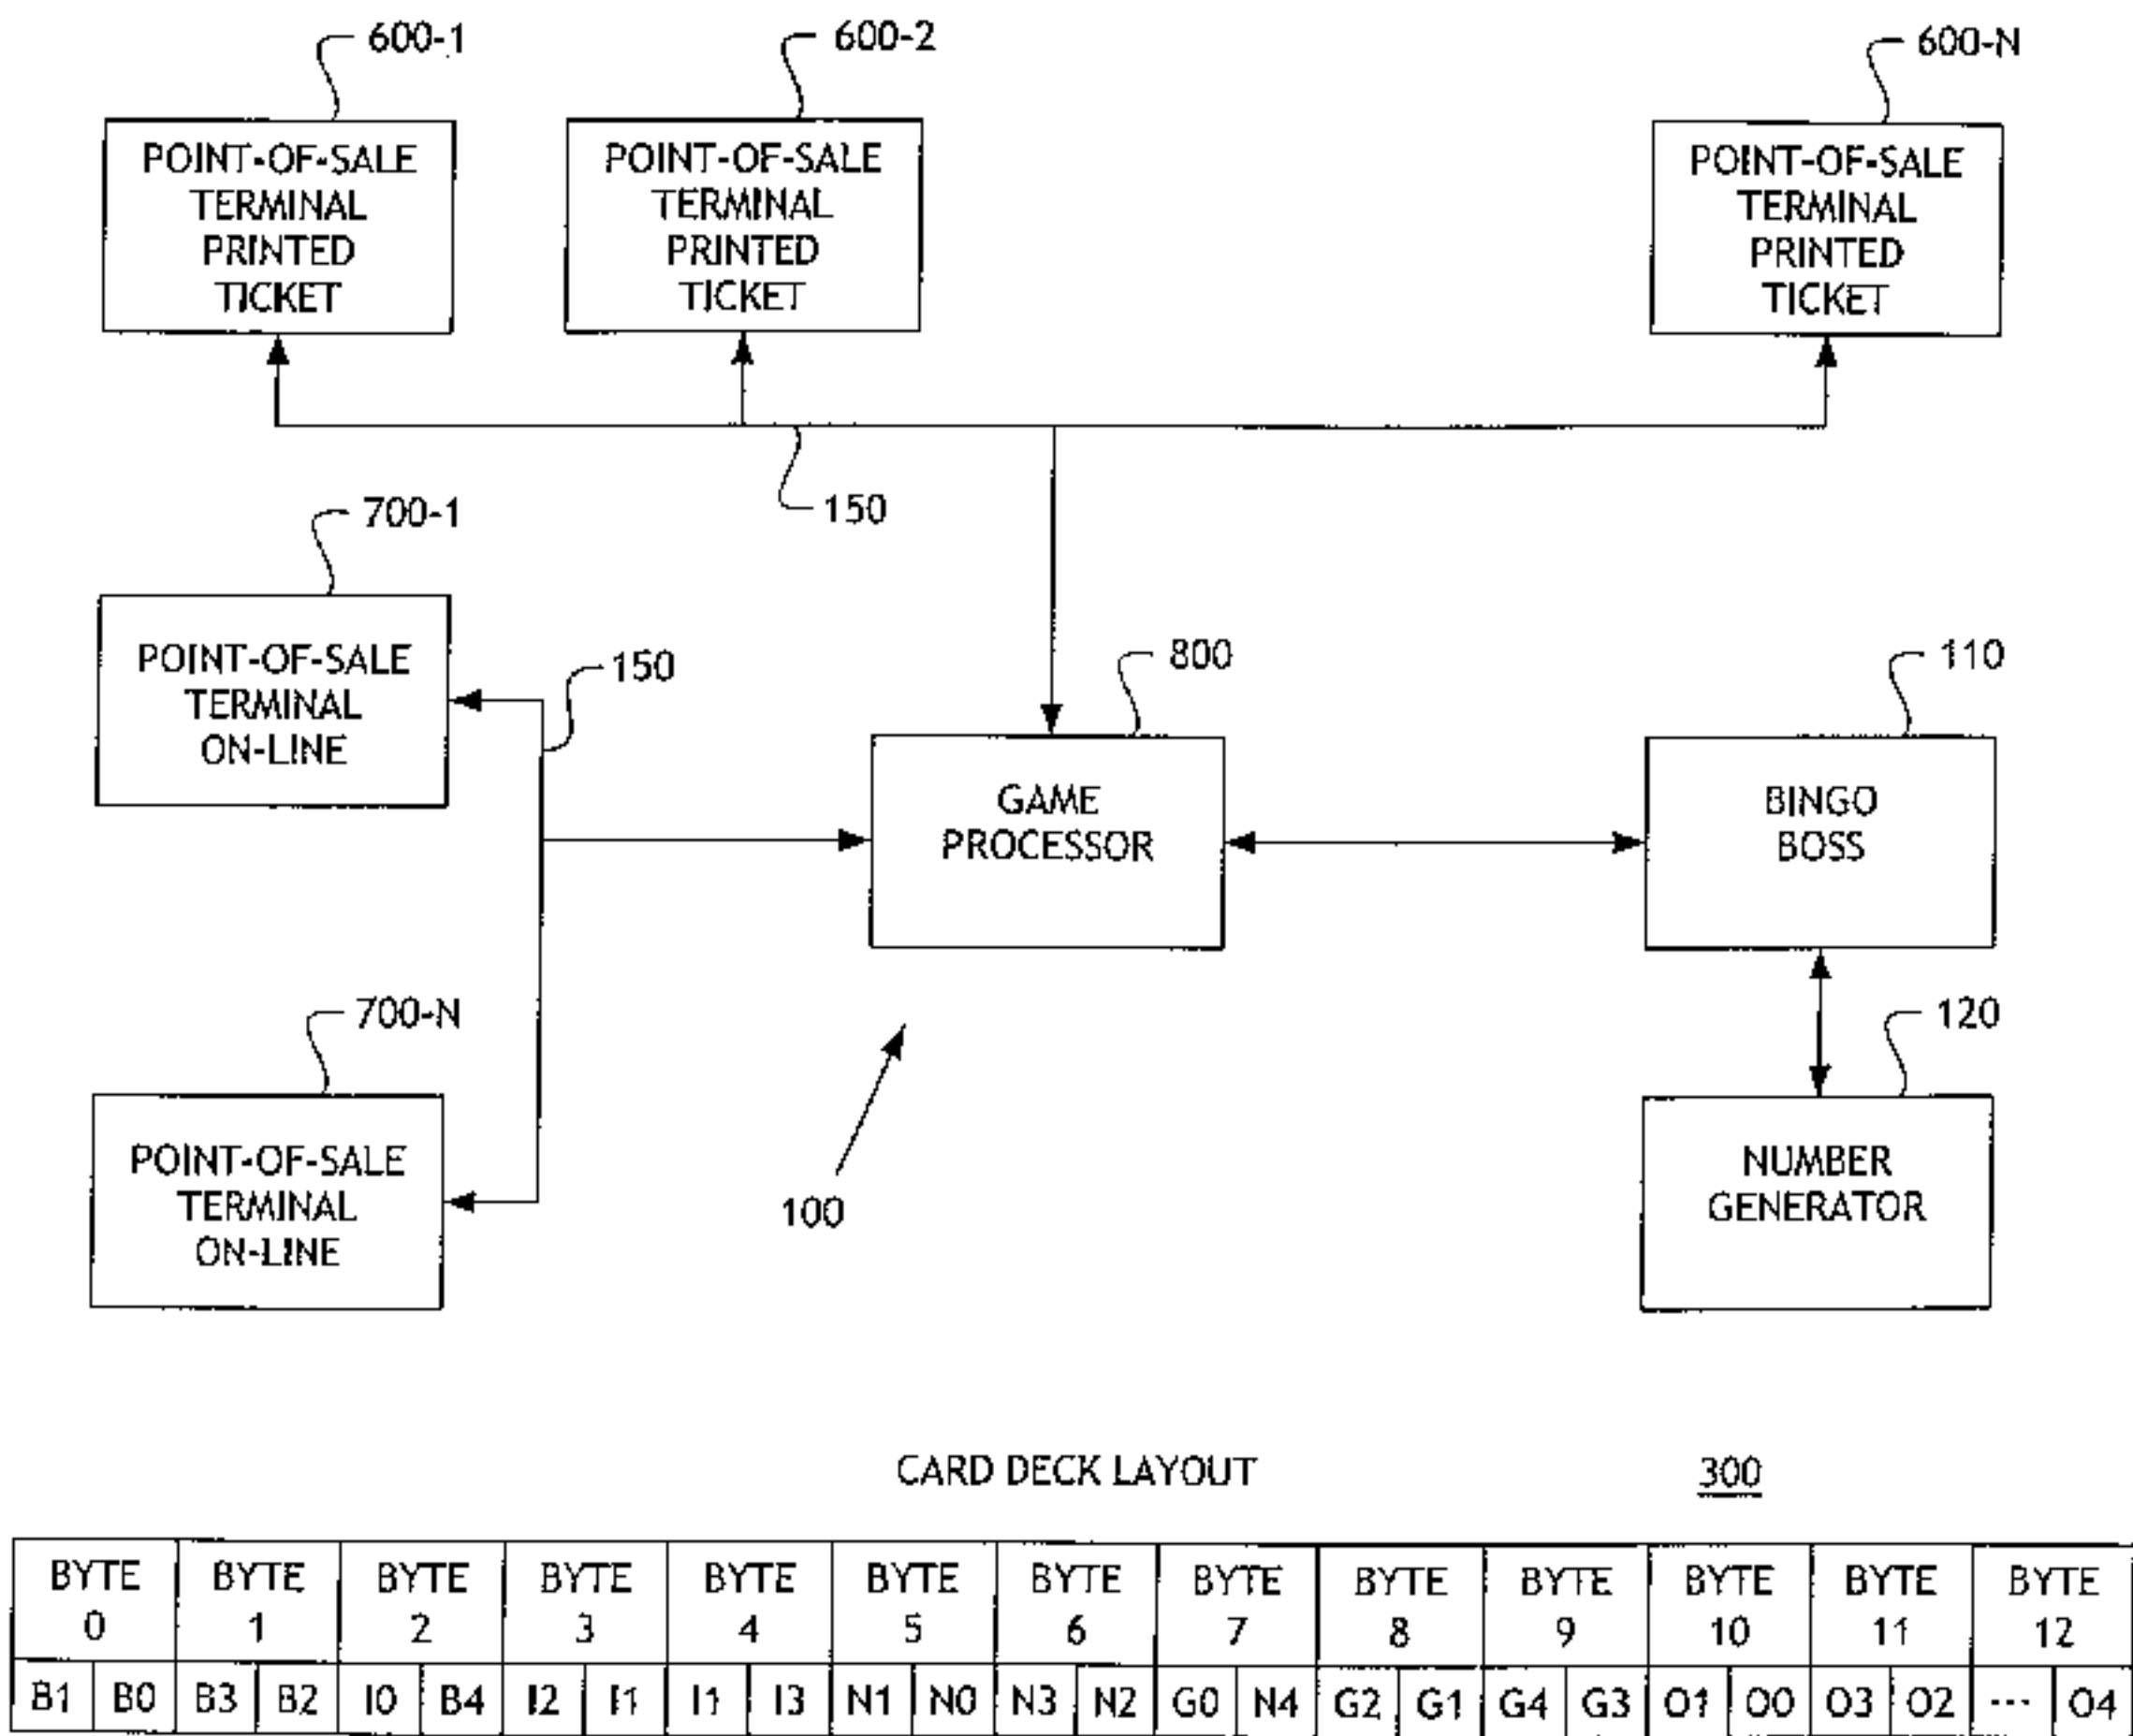 600-1
600-2
600-N
POINT-OF-SALE
TERMINAL
PRINTED
TICKET
POINT-OF-SALE
TERMINAL
PRINTED
TICKET
POINT-OF-SALE
TERMINAL
PRINTED
TICKET
150
700-1
POINT-OF-SALE
TERMINAL
ON-LINE
150
800
GAME
PROCESSOR
110
BINGO
BOSS
700-N
POINT-OF-SALE
TERMINAL
ON-LINE
100
120
NUMBER
GENERATOR
CARD DECK LAYOUT 300
BYTE BYTE BYTE BYTE BYTE BYTE BYTE BYTE BYTE BYTE BYTE BYTE BYTE
0 1 2 3 4 5 6 7 8 9 10 11 12
B1 B0 B3 B2 I0 B4 I2 I1 I1 I3 N1 N0 N3 N2 G0 N4 G2 G1 G4 G3 O1 O0 O3 O2 ... O4